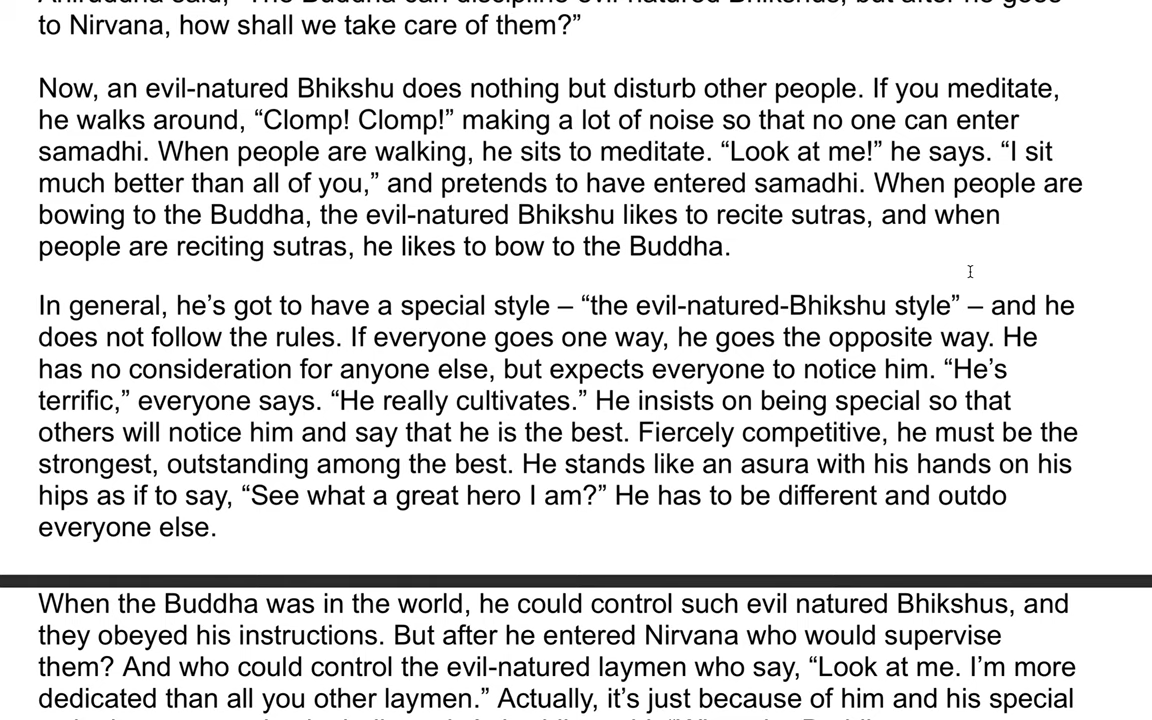 Aniruddha said, “The Buddha can discipline evil-natured Bhikshus, but after he goes
to Nirvana, how shall we take care of them?”
Now, an evil-natured Bhikshu does nothing but disturb other people. If you meditate,
he walks around, “Clomp! Clomp!” making a lot of noise so that no one can enter
samadhi. When people are walking, he sits to meditate. “Look at me!” he says. “I sit
much better than all of you,” and pretends to have entered samadhi. When people are
bowing to the Buddha, the evil-natured Bhikshu likes to recite sutras, and when
people are reciting sutras, he likes to bow to the Buddha.
In general, he’s got to have a special style – “the evil-natured-Bhikshu style” – and he
does not follow the rules. If everyone goes one way, he goes the opposite way. He
has no consideration for anyone else, but expects everyone to notice him. “He’s
terrific,” everyone says. “He really cultivates.” He insists on being special so that
others will notice him and say that he is the best. Fiercely competitive, he must be the
strongest, outstanding among the best. He stands like an asura with his hands on his
hips as if to say, “See what a great hero I am?” He has to be different and outdo
everyone else.
When the Buddha was in the world, he could control such evil natured Bhikshus, and
they obeyed his instructions. But after he entered Nirvana who would supervise
them? And who could control the evil-natured laymen who say, “Look at me. I’m more
dedicated than all you other laymen.” Actually, it’s just because of him and his special